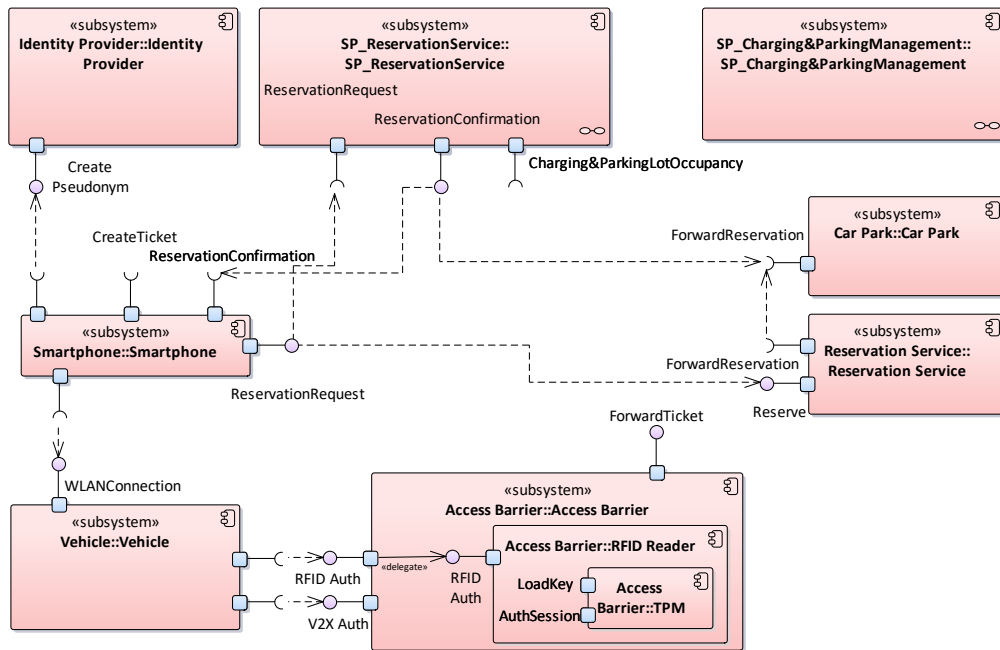 «subsystem»
Identity Provider::Identity
Provider
«subsystem»
SP_ReservationService::
SP_ReservationService
ReservationRequest
ReservationConfirmation
«subsystem»
SP_Charging&ParkingManagement::
SP_Charging&ParkingManagement
Create
Pseudonym
Charging&ParkingLotOccupancy
CreateTicket
ReservationConfirmation
ForwardReservation
«subsystem»
Car Park::Car Park
«subsystem»
Smartphone::Smartphone
ReservationRequest
ForwardReservation
«subsystem»
Reservation Service::
Reservation Service
Reserve
ForwardTicket
WLANConnection
«subsystem»
Vehicle::Vehicle
RFID Auth
V2X Auth
«subsystem»
Access Barrier::Access Barrier
«delegate»
RFID
Auth
Access Barrier::RFID Reader
LoadKey
AuthSession
Access
Barrier::TPM